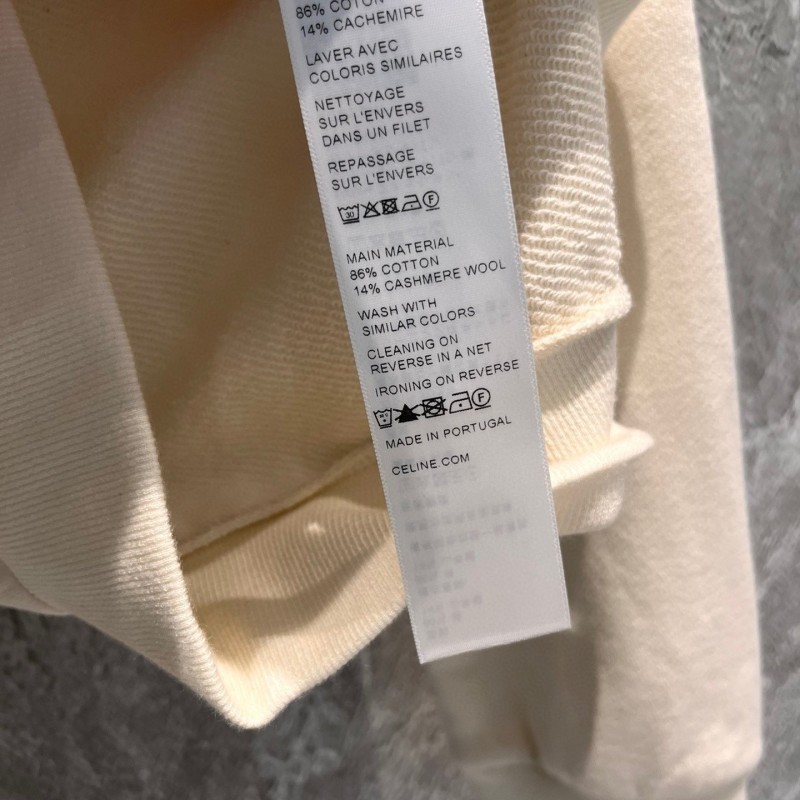 86% COTON
14% CACHEMIRE
LAVER AVEC
COLORIS SIMILAIRES
NETTOYAGE
SUR L'ENVERS
DANS UN FILET
REPASSAGE
SUR L'ENVERS
30 F
MAIN MATERIAL
86% COTTON
14% CASHMERE WOOL
WASH WITH
SIMILAR COLORS
CLEANING ON
REVERSE IN A NET
IRONING ON REVERSE
F
MADE IN PORTUGAL
CELINE.COM